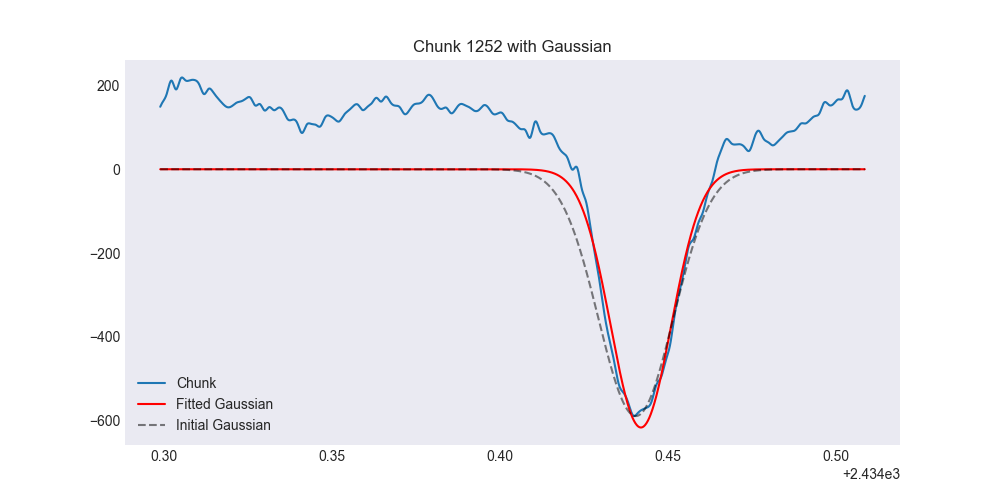 Chunk 1252 with Gaussian
200
0
−200
−400
−600
Chunk
Fitted Gaussian
Initial Gaussian
0.30 0.35 0.40 0.45 0.50
+2.434e3